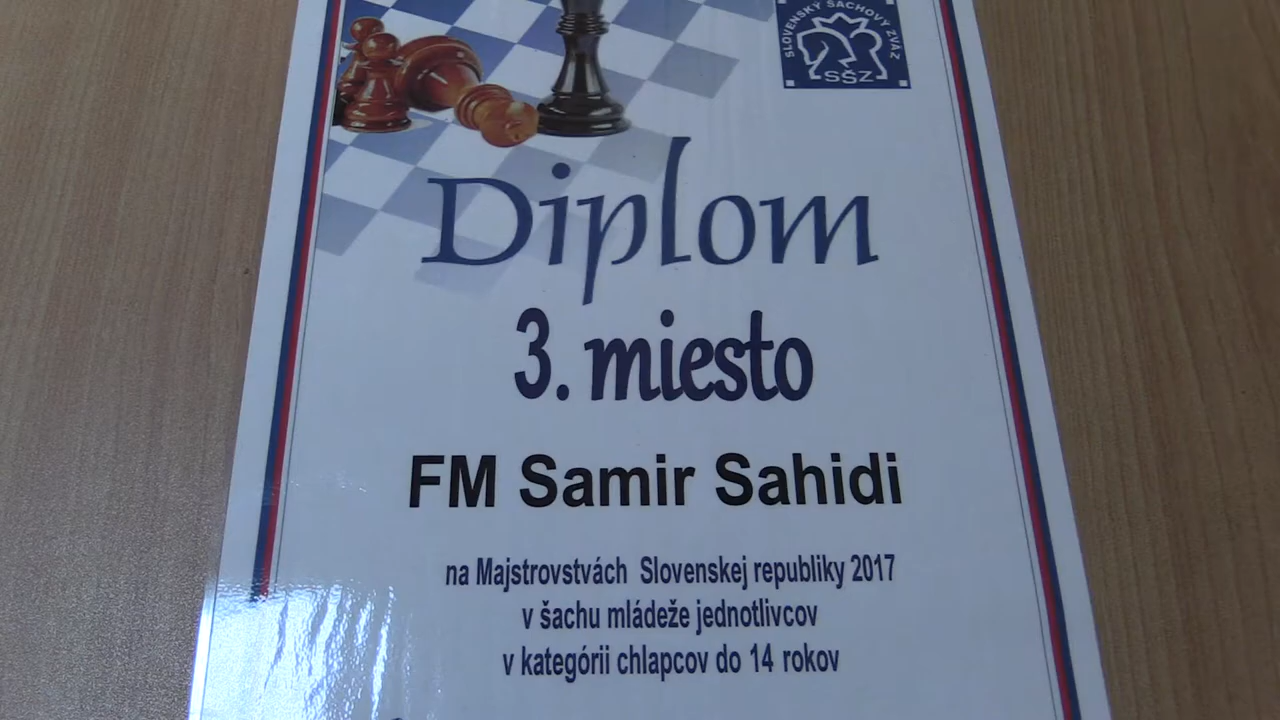 SLOVENSKÝ ŠACHOVÝ ZVÄZ
SŠZ
Diplom
3. miesto
FM Samir Sahidi
na Majstrovstvách Slovenskej republiky 2017
v šachu mládeže jednotlivcov
v kategórii chlapcov do 14 rokov